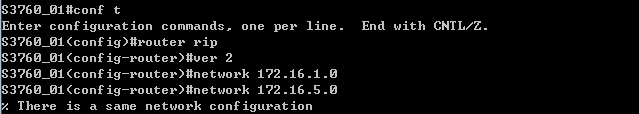 S3760_01#conf t
Enter configuration commands, one per line.  End with CNTL/Z.
S3760_01(config)#router rip
S3760_01(config-router)#ver 2
S3760_01(config-router)#network 172.16.1.0
S3760_01(config-router)#network 172.16.5.0
% There is a same network configuration